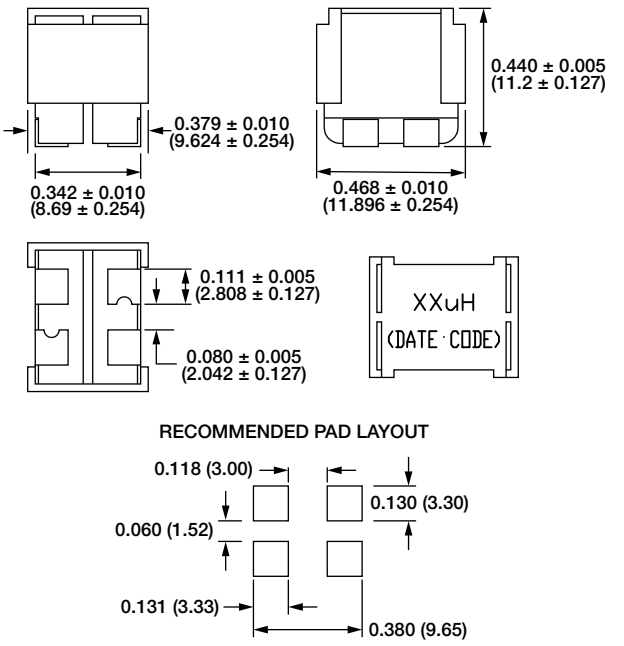 0.440 ± 0.005
(11.2 ± 0.127)
0.379 ± 0.010
(9.624 ± 0.254)
0.342 ± 0.010
(8.69 ± 0.254)
0.468 ± 0.010
(11.896 ± 0.254)
0.111 ± 0.005
(2.808 ± 0.127)
XXuH
(DATE CODE)
0.080 ± 0.005
(2.042 ± 0.127)
RECOMMENDED PAD LAYOUT
0.118 (3.00)
0.130 (3.30)
0.060 (1.52)
0.131 (3.33)
0.380 (9.65)